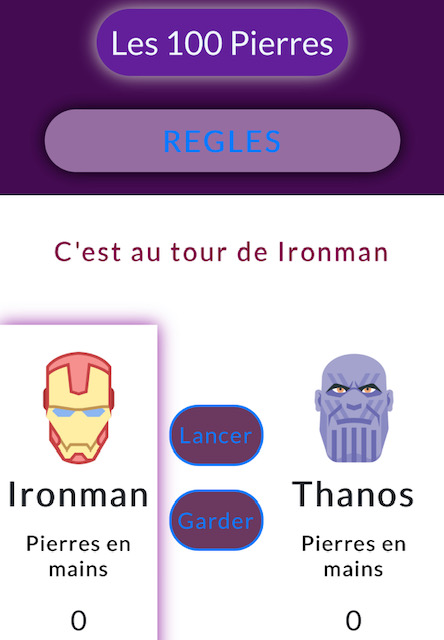 Les 100 Pierres
REGLES
C'est au tour de Ironman
Lancer
Garder
Ironman
Pierres en
mains
0
Thanos
Pierres en
mains
0